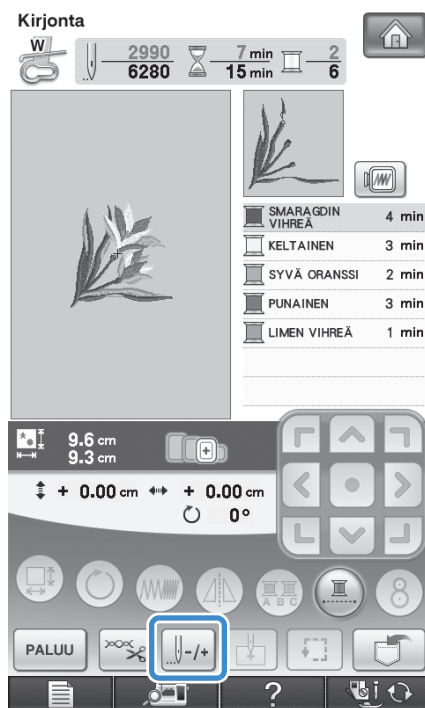 Kirjonta
W
2990 7 min 2
6280 15 min 6
SMARAGDIN VIHREÄ 4 min
KELTAINEN 3 min
SYVÄ ORANSSI 2 min
PUNAINEN 3 min
LIMEN VIHREÄ 1 min
9.6 cm
9.3 cm
+ 0.00 cm + 0.00 cm
0°
A B C
8
PALUU -/+
?